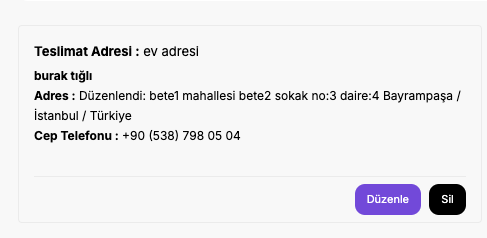 Teslimat Adresi : ev adresi
burak tığlı
Adres : Düzenlendi: bete1 mahallesi bete2 sokak no:3 daire:4 Bayrampaşa /
İstanbul / Türkiye
Cep Telefonu : +90 (538) 798 05 04
Düzenle Sil